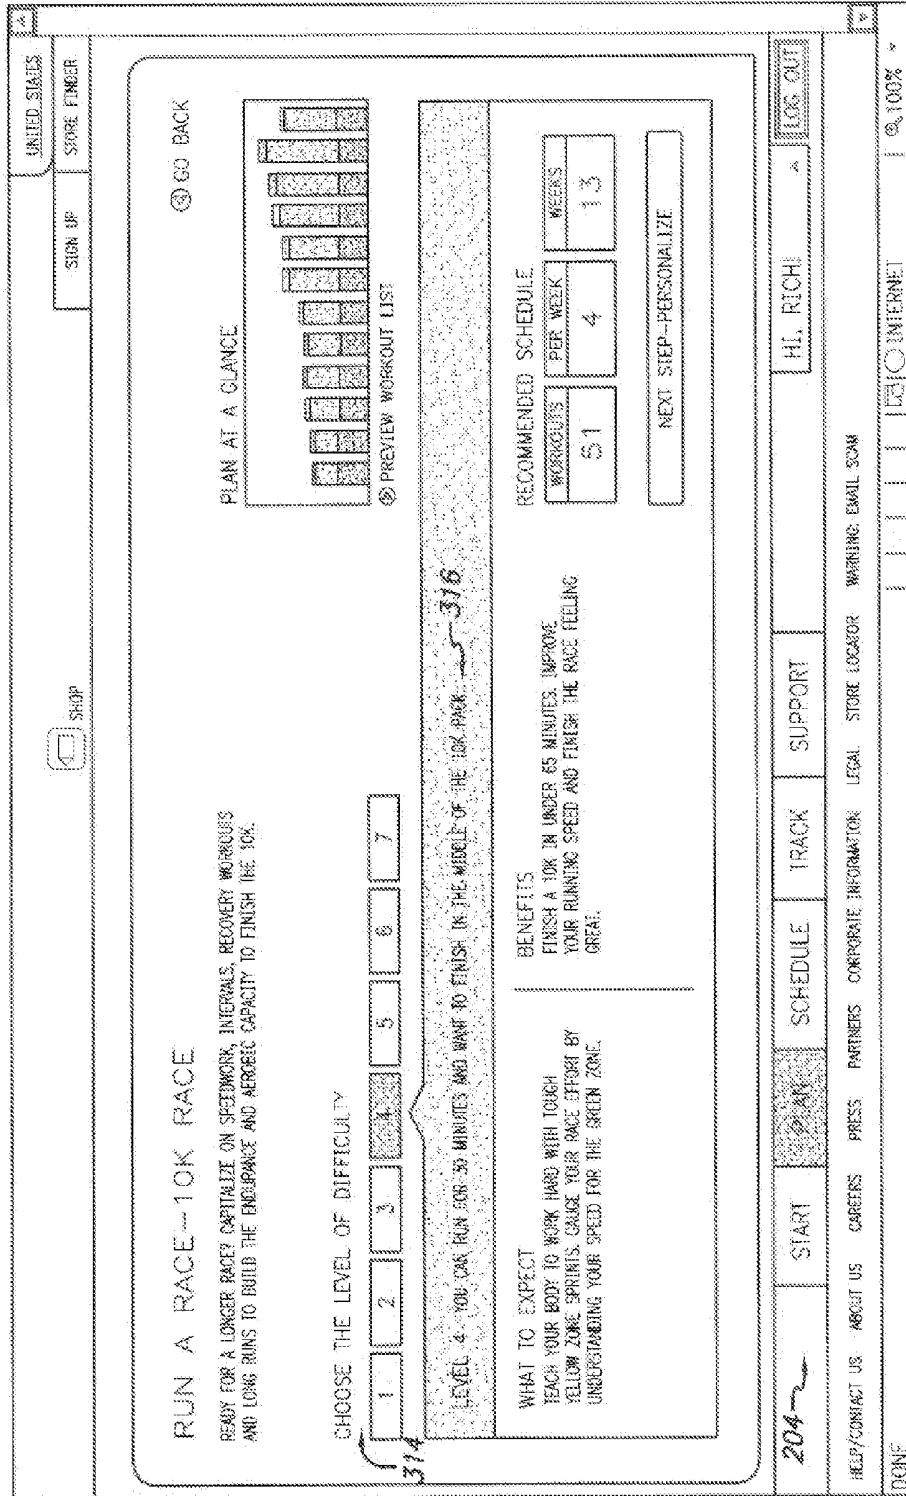 UNITED STATES
SHOP
SIGN UP
STORE FINDER
RUN A RACE-10K RACE
GO BACK
READY FOR A LONGER RACE? CAPITALIZE ON SPEEDWORK, INTERVALS, RECOVERY WORKOUTS
AND LONG RUNS TO BUILD THE ENDURANCE AND AEROBIC CAPACITY TO FINISH THE 10K.
PLAN AT A GLANCE
CHOOSE THE LEVEL OF DIFFICULTY
1 2 3 4 5 6 7
PREVIEW WORKOUT LIST
314
LEVEL 4 - YOU CAN RUN FOR 30 MINUTES AND WANT TO FINISH IN THE MIDDLE OF THE 10K PACK.
316
WHAT TO EXPECT
TEACH YOUR BODY TO WORK HARD WITH TOUGH
YELLOW ZONE SPRINTS. GAUGE YOUR RACE EFFORT BY
UNDERSTANDING YOUR SPEED FOR THE GREEN ZONE.
BENEFITS
FINISH A 10K IN UNDER 65 MINUTES. IMPROVE
YOUR RUNNING SPEED AND FINISH THE RACE FEELING
GREAT.
RECOMMENDED SCHEDULE
WORKOUTS PER WEEK WEEKS
51 4 13
NEXT STEP-PERSONALIZE
204
START PLAN SCHEDULE TRACK SUPPORT HI, RICH! LOG OUT
HELP/CONTACT US ABOUT US CAREERS PRESS PARTNERS CORPORATE INFORMATION LEGAL STORE LOCATOR WARNING: EMAIL SCAM
DONE INTERNET 100%